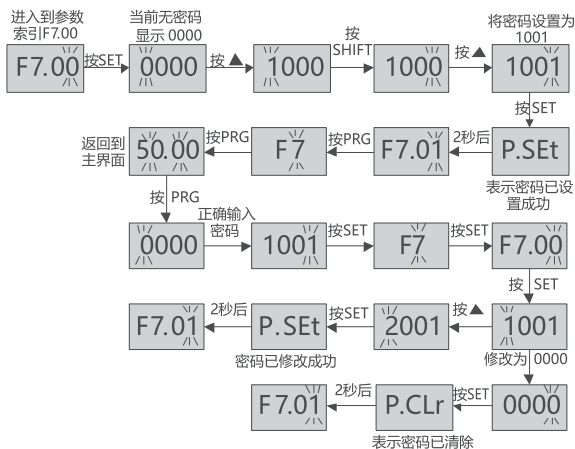 进入到参数
索引F7.00
F7.00
按SET
当前无密码
显示 0000
0000
按▲
1000
按
SHIFT
1000
按▲
将密码设置为
1001
1001
按SET
P.SEt
表示密码已设
置成功
2秒后
F7.01
按PRG
F7
按PRG
50.00
返回到
主界面
按 PRG
0000
正确输入
密码
1001
按SET
F7
按SET
F7.00
按 SET
1001
按▲
2001
按SET
P.SEt
密码已修改成功
2秒后
F7.01
修改为 0000
0000
按SET
P.CLr
表示密码已清除
2秒后
F7.01